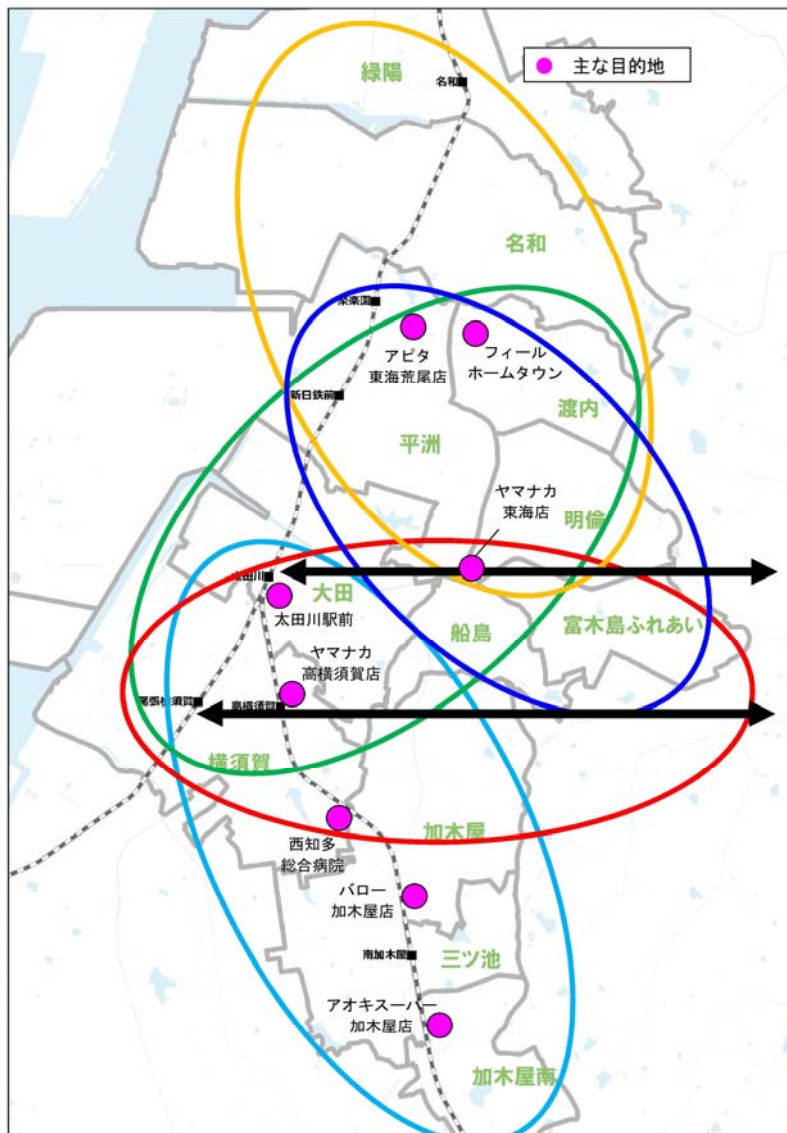 主な目的地
緑陽
名和
名和
聚楽園
アピタ
東海荒尾店
フィール
ホームタウン
新日鉄前
渡内
平洲
ヤマナカ
東海店
明倫
太田川
大田
太田川駅前
船島
富木島ふれあい
ヤマナカ
高横須賀店
尾張横須賀
高横須賀
横須賀
加木屋
西知多
総合病院
バロー
加木屋店
南加木屋
三ツ池
アオキスーパー
加木屋店
加木屋南